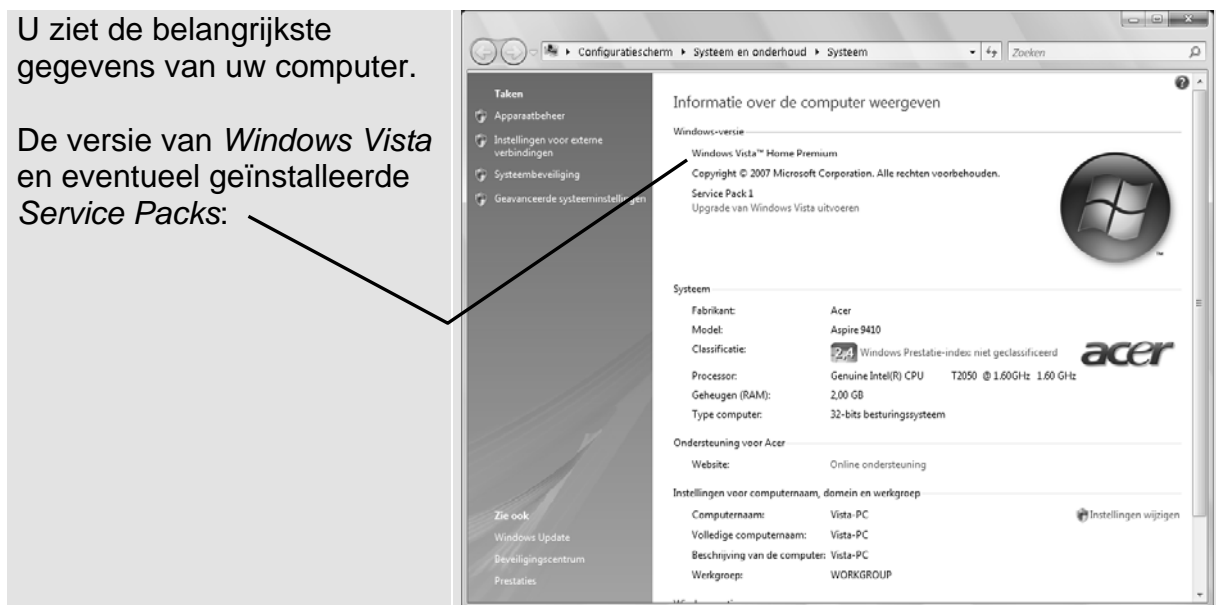 U ziet de belangrijkste
gegevens van uw computer.
De versie van Windows Vista
en eventueel geïnstalleerde
Service Packs:
Configuratiescherm ▸ Systeem en onderhoud ▸ Systeem
Zoeken
Taken
Apparaatbeheer
Instellingen voor externe
verbindingen
Systeembeveiliging
Geavanceerde systeeminstellingen
Zie ook
Windows Update
Beveiligingscentrum
Prestaties
Informatie over de computer weergeven
Windows-versie
Windows Vista™ Home Premium
Copyright © 2007 Microsoft Corporation. Alle rechten voorbehouden.
Service Pack 1
Upgrade van Windows Vista uitvoeren
™
Systeem
Fabrikant: Acer
Model: Aspire 9410
Classificatie: 2,4 Windows Prestatie-index niet geclassificeerd
acer
Processor: Genuine Intel(R) CPU T2050 @ 1.60GHz 1.60 GHz
Geheugen (RAM): 2,00 GB
Type computer: 32-bits besturingssysteem
Ondersteuning voor Acer
Website: Online ondersteuning
Instellingen voor computernaam, domein en werkgroep
Computernaam: Vista-PC
Instellingen wijzigen
Volledige computernaam: Vista-PC
Beschrijving van de computer: Vista-PC
Werkgroep: WORKGROUP